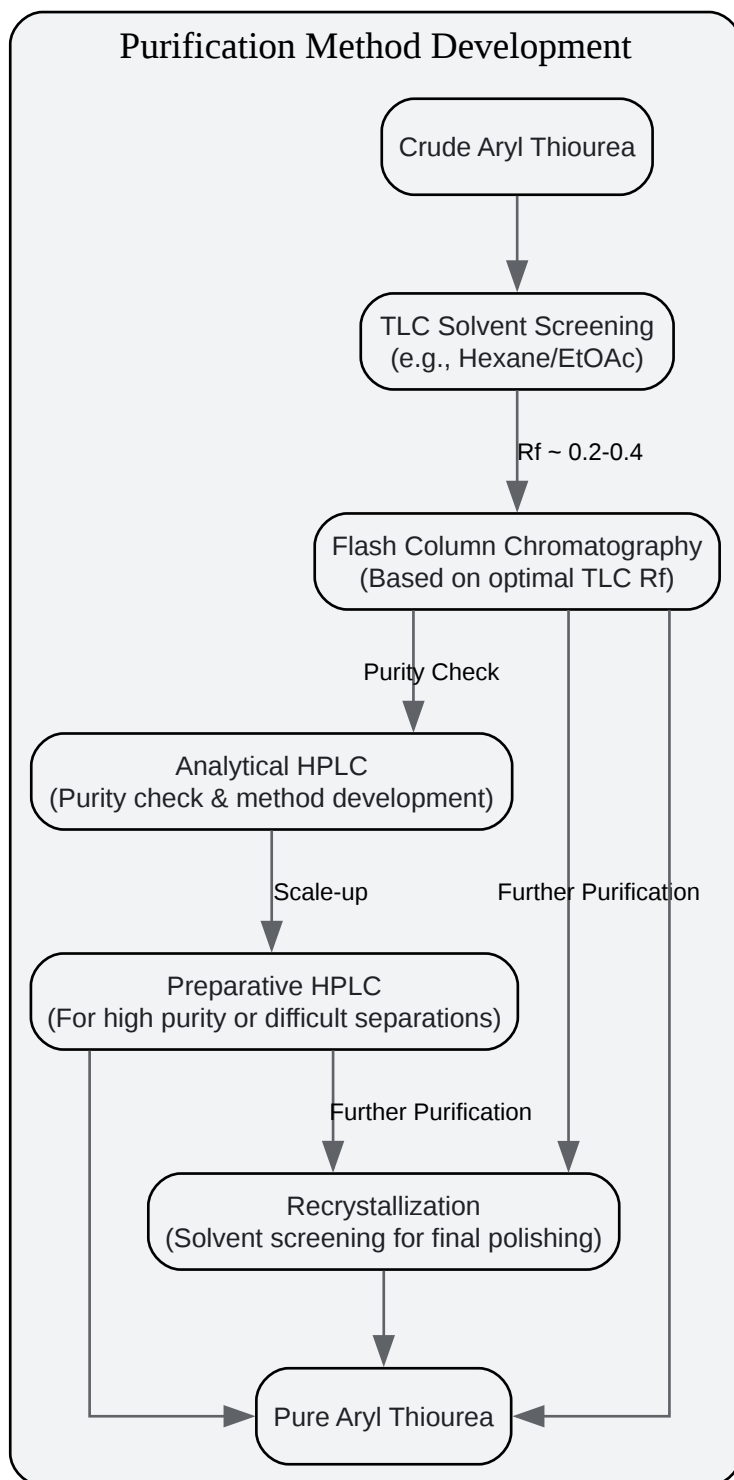 Purification Method Development
Crude Aryl Thiourea
TLC Solvent Screening
(e.g., Hexane/EtOAc)
Rf ~ 0.2-0.4
Flash Column Chromatography
(Based on optimal TLC Rf)
Purity Check
Analytical HPLC
(Purity check & method development)
Scale-up
Further Purification
Preparative HPLC
(For high purity or difficult separations)
Further Purification
Recrystallization
(Solvent screening for final polishing)
Pure Aryl Thiourea